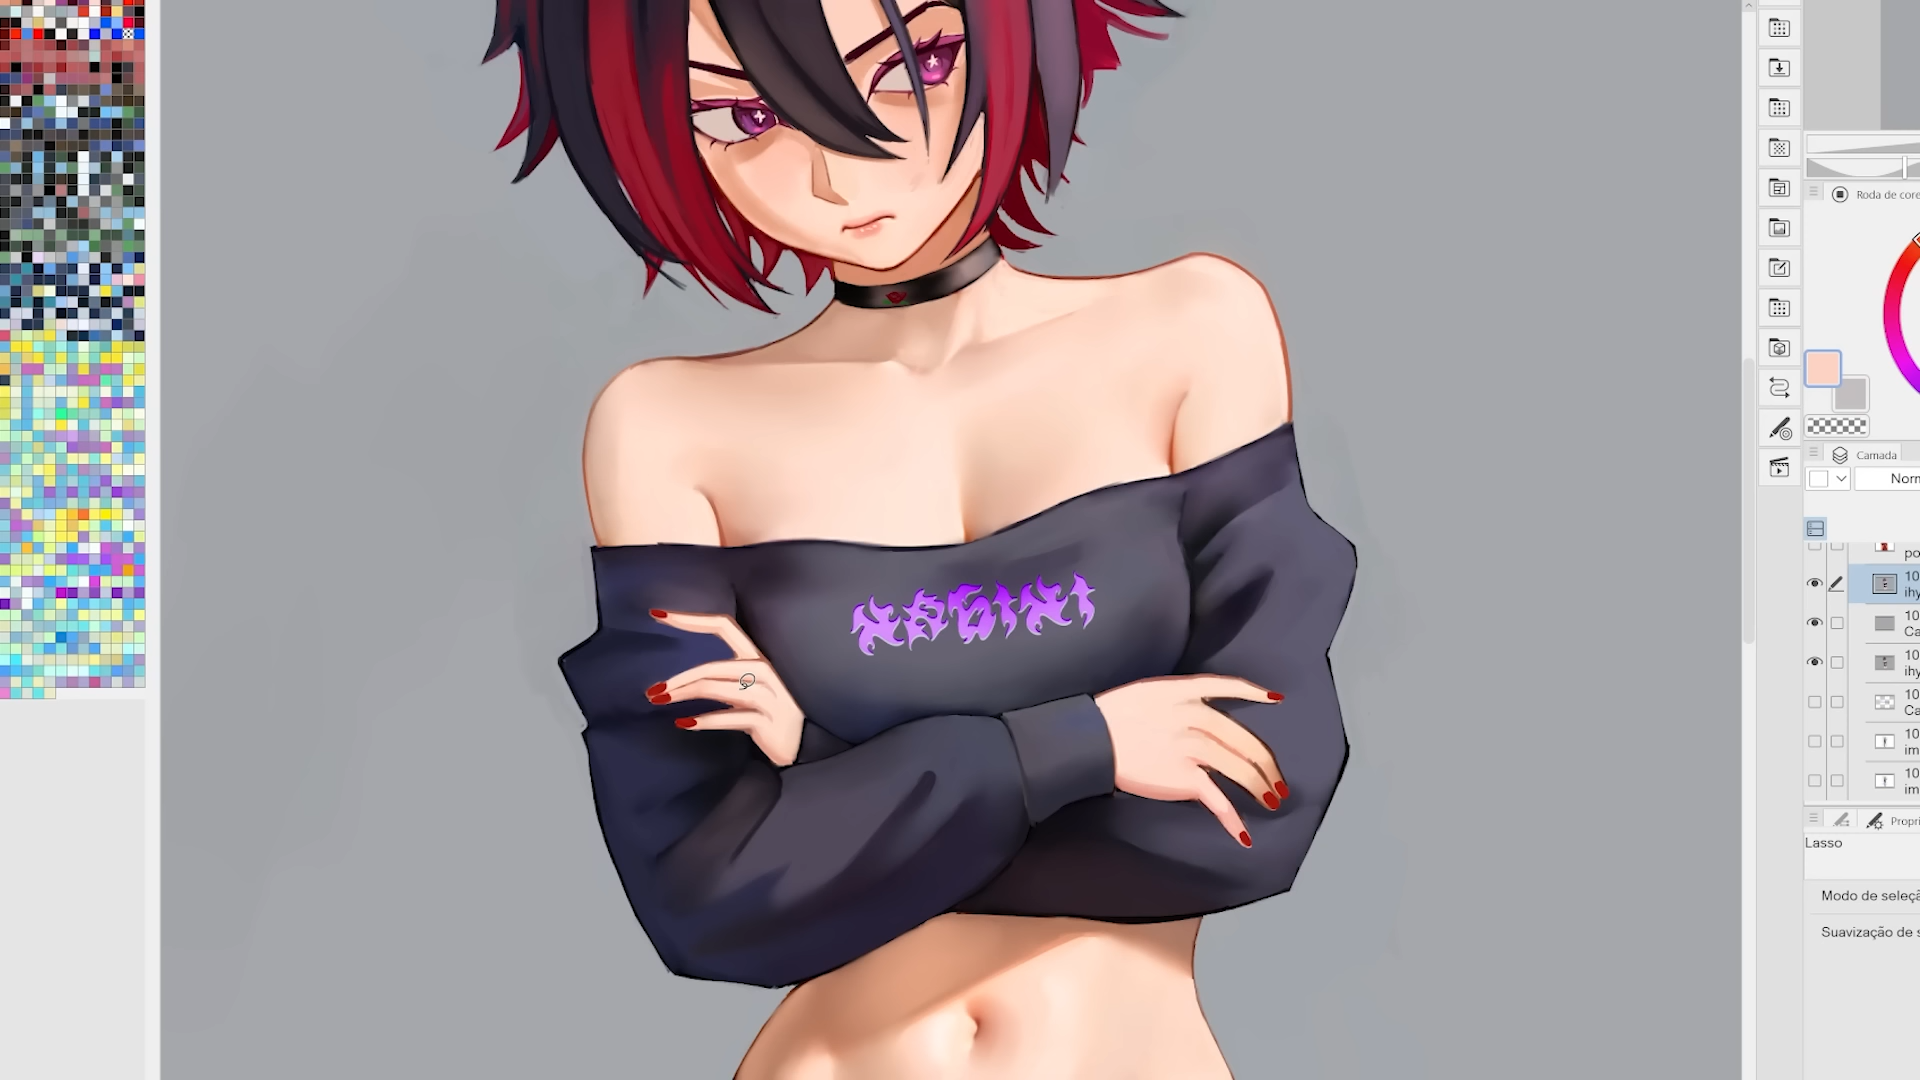 Roda de core
Camada
Norm
po
10
ihy
10
Ca
10
ihy
10
Ca
10
im
10
im
Propri
Lasso
Modo de seleçã
Suavização de s